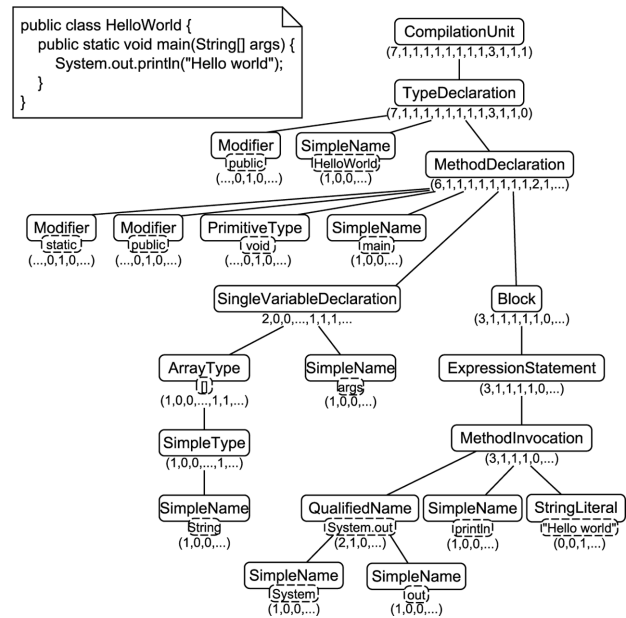 public class HelloWorld {
public static void main(String[] args) {
System.out.println("Hello world");
}
}
CompilationUnit
(7,1,1,1,1,1,1,1,1,3,1,1,1)
TypeDeclaration
(7,1,1,1,1,1,1,1,1,3,1,1,0)
Modifier
public
(...,0,1,0,...)
SimpleName
HelloWorld
(1,0,0,...)
MethodDeclaration
(6,1,1,1,1,1,1,1,1,2,1,...)
Modifier
static
(...,0,1,0,...)
Modifier
public
(...,0,1,0,...)
PrimitiveType
void
(...,0,1,0,...)
SimpleName
main
(1,0,0,...)
SingleVariableDeclaration
2,0,0,...,1,1,1,...
Block
(3,1,1,1,1,1,0,...)
ArrayType
[]
(1,0,0,...,1,1,...)
SimpleName
args
(1,0,0,...)
ExpressionStatement
(3,1,1,1,1,0,...)
SimpleType
(1,0,0,...,1,...)
MethodInvocation
(3,1,1,1,0,...)
SimpleName
String
(1,0,0,...)
QualifiedName
System.out
(2,1,0,...)
SimpleName
println
(1,0,0,...)
StringLiteral
"Hello world"
(0,0,1,...)
SimpleName
System
(1,0,0,...)
SimpleName
out
(1,0,0,...)